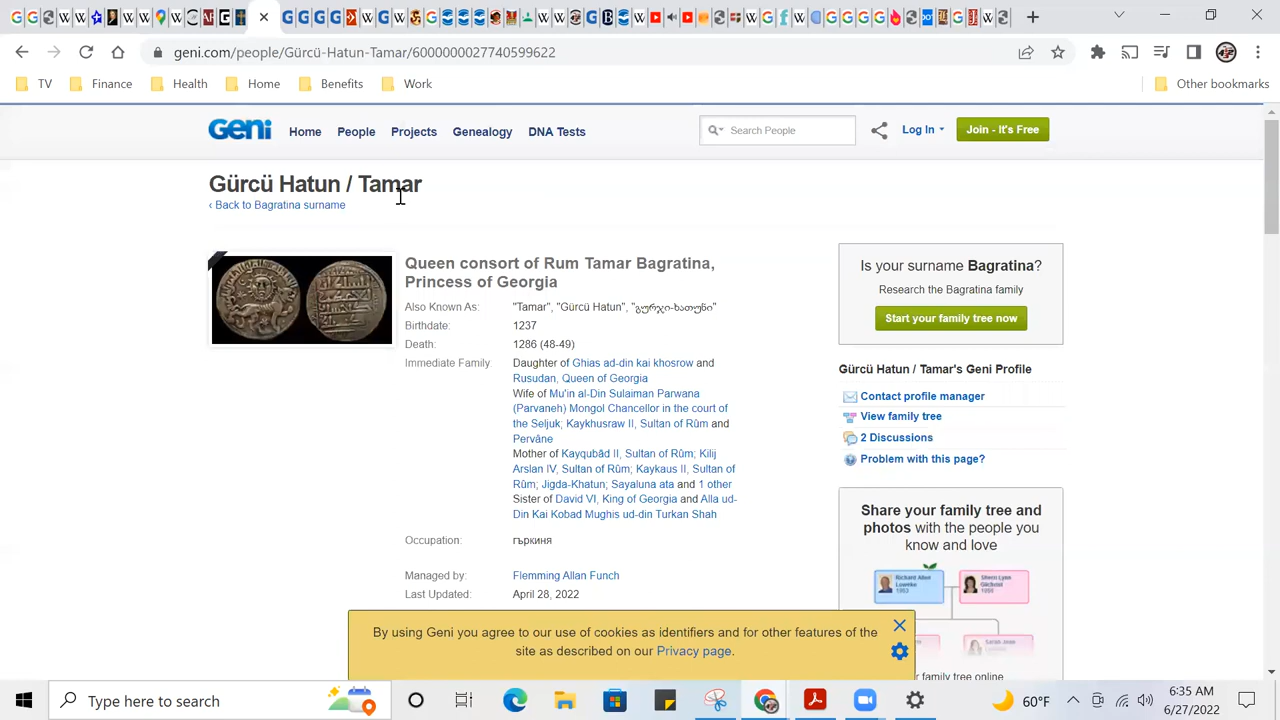 geni.com/people/Gürcü-Hatun-Tamar/6000000027740599622
TV
Finance
Health
Home
Benefits
Work
Other bookmarks
Geni
Home
People
Projects
Genealogy
DNA Tests
Search People
Log In
Join - It's Free
Gürcü Hatun / Tamar
‹ Back to Bagratina surname
Queen consort of Rum Tamar Bagratina,
Princess of Georgia
Also Known As: "Tamar", "Gürcü Hatun", "გურჯი-ხათუნი"
Birthdate: 1237
Death: 1286 (48-49)
Immediate Family: Daughter of Ghias ad-din kai khosrow and
Rusudan, Queen of Georgia
Wife of Mu'in al-Din Sulaiman Parwana
(Parvaneh) Mongol Chancellor in the court of
the Seljuk; Kaykhusraw II, Sultan of Rûm and
Pervâne
Mother of Kayqubād II, Sultan of Rûm; Kilij
Arslan IV, Sultan of Rûm; Kaykaus II, Sultan of
Rûm; Jigda-Khatun; Sayaluna ata and 1 other
Sister of David VI, King of Georgia and Alla ud-
Din Kai Kobad Mughis ud-din Turkan Shah
Occupation: гъркиня
Managed by: Flemming Allan Funch
Last Updated: April 28, 2022
Is your surname Bagratina?
Research the Bagratina family
Start your family tree now
Gürcü Hatun / Tamar's Geni Profile
Contact profile manager
View family tree
2 Discussions
Problem with this page?
Share your family tree and
photos with the people you
know and love
family tree online
By using Geni you agree to our use of cookies as identifiers and for other features of the
site as described on our Privacy page.
Type here to search
60°F
6:35 AM
6/27/2022